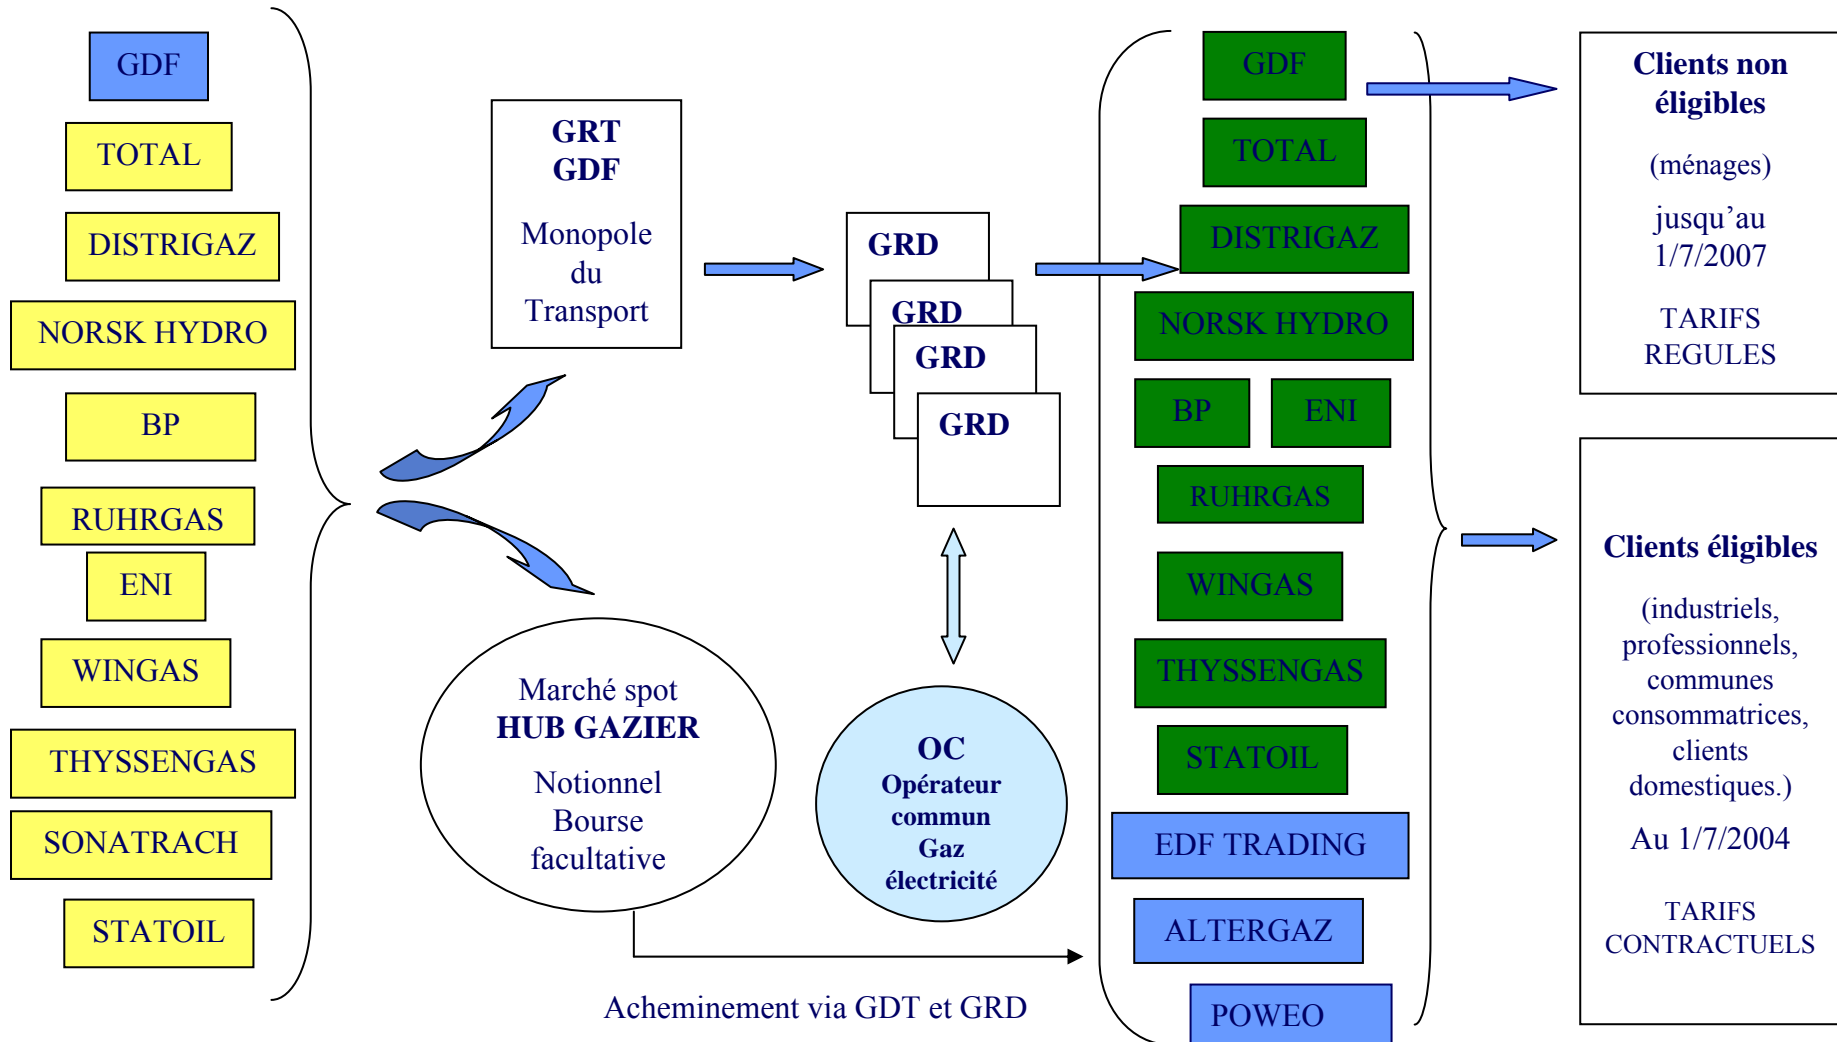 GDF
TOTAL
DISTRIGAZ
NORSK HYDRO
BP
RUHRGAS
ENI
WINGAS
THYSSENGAS
SONATRACH
STATOIL
GRT
GDF
Monopole
du
Transport
Marché spot
HUB GAZIER
Notionnel
Bourse
facultative
GRD
GRD
GRD
GRD
OC
Opérateur
commun
Gaz
électricité
Acheminement via GDT et GRD
GDF
TOTAL
DISTRIGAZ
NORSK HYDRO
BP
ENI
RUHRGAS
WINGAS
THYSSENGAS
STATOIL
EDF TRADING
ALTERGAZ
POWEO
Clients non
éligibles
(ménages)
jusqu’au
1/7/2007
TARIFS
REGULES
Clients éligibles
(industriels,
professionnels,
communes
consommatrices,
clients
domestiques.)
Au 1/7/2004
TARIFS
CONTRACTUELS